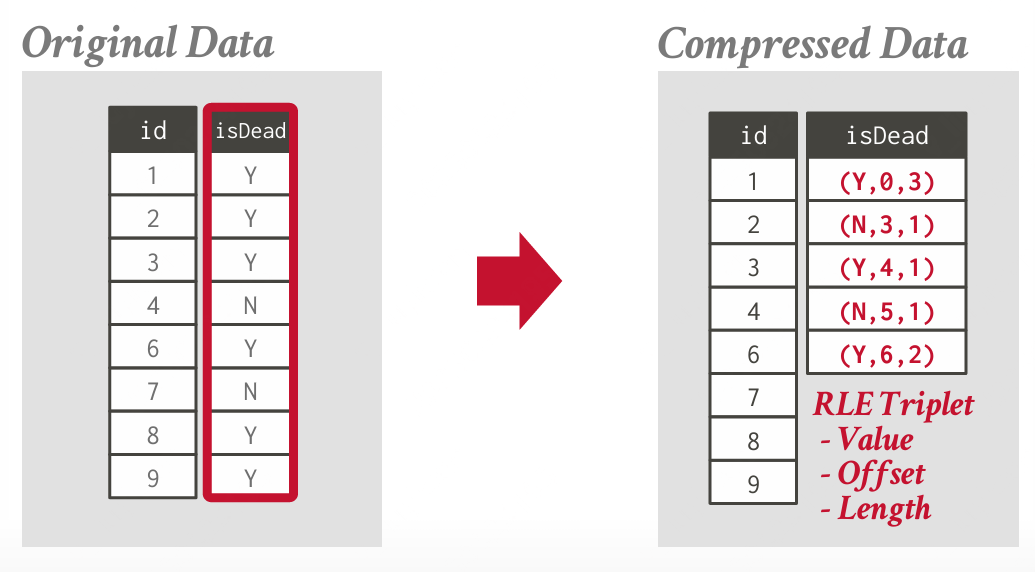 Original Data
id isDead
1 Y
2 Y
3 Y
4 N
6 Y
7 N
8 Y
9 Y
Compressed Data
id isDead
1 (Y,0,3)
2 (N,3,1)
3 (Y,4,1)
4 (N,5,1)
6 (Y,6,2)
7
8
9
RLE Triplet
- Value
- Offset
- Length